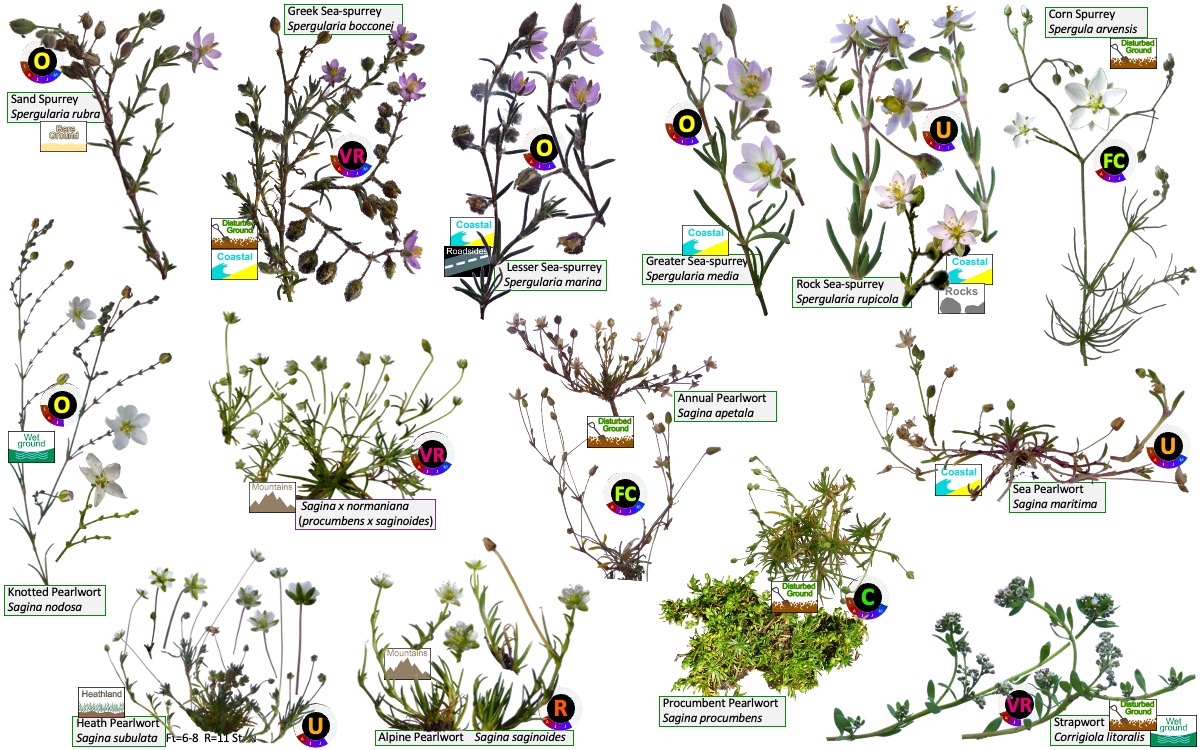 Greek Sea-spurrey
Spergularia bocconei
Corn Spurrey
Spergula arvensis
Disturbed
Ground
O
Sand Spurrey
Spergularia rubra
Bare
Ground
VR
Disturbed
Ground
Coastal
O
Coastal
Roadsides
Lesser Sea-spurrey
Spergularia marina
O
Coastal
Greater Sea-spurrey
Spergularia media
U
Coastal
Rocks
Rock Sea-spurrey
Spergularia rupicola
FC
O
Wet
ground
Knotted Pearlwort
Sagina nodosa
VR
Mountains
Sagina x normaniana
(procumbens x saginoides)
Annual Pearlwort
Sagina apetala
Disturbed
Ground
FC
U
Coastal
Sea Pearlwort
Sagina maritima
Heathland
Heath Pearlwort
Sagina subulata Ft=6-8 R=11 St
U
Mountains
R
Alpine Pearlwort Sagina saginoides
Disturbed
Ground
C
Procumbent Pearlwort
Sagina procumbens
VR
Strapwort
Corrigiola litoralis
Disturbed
Ground
Wet
ground